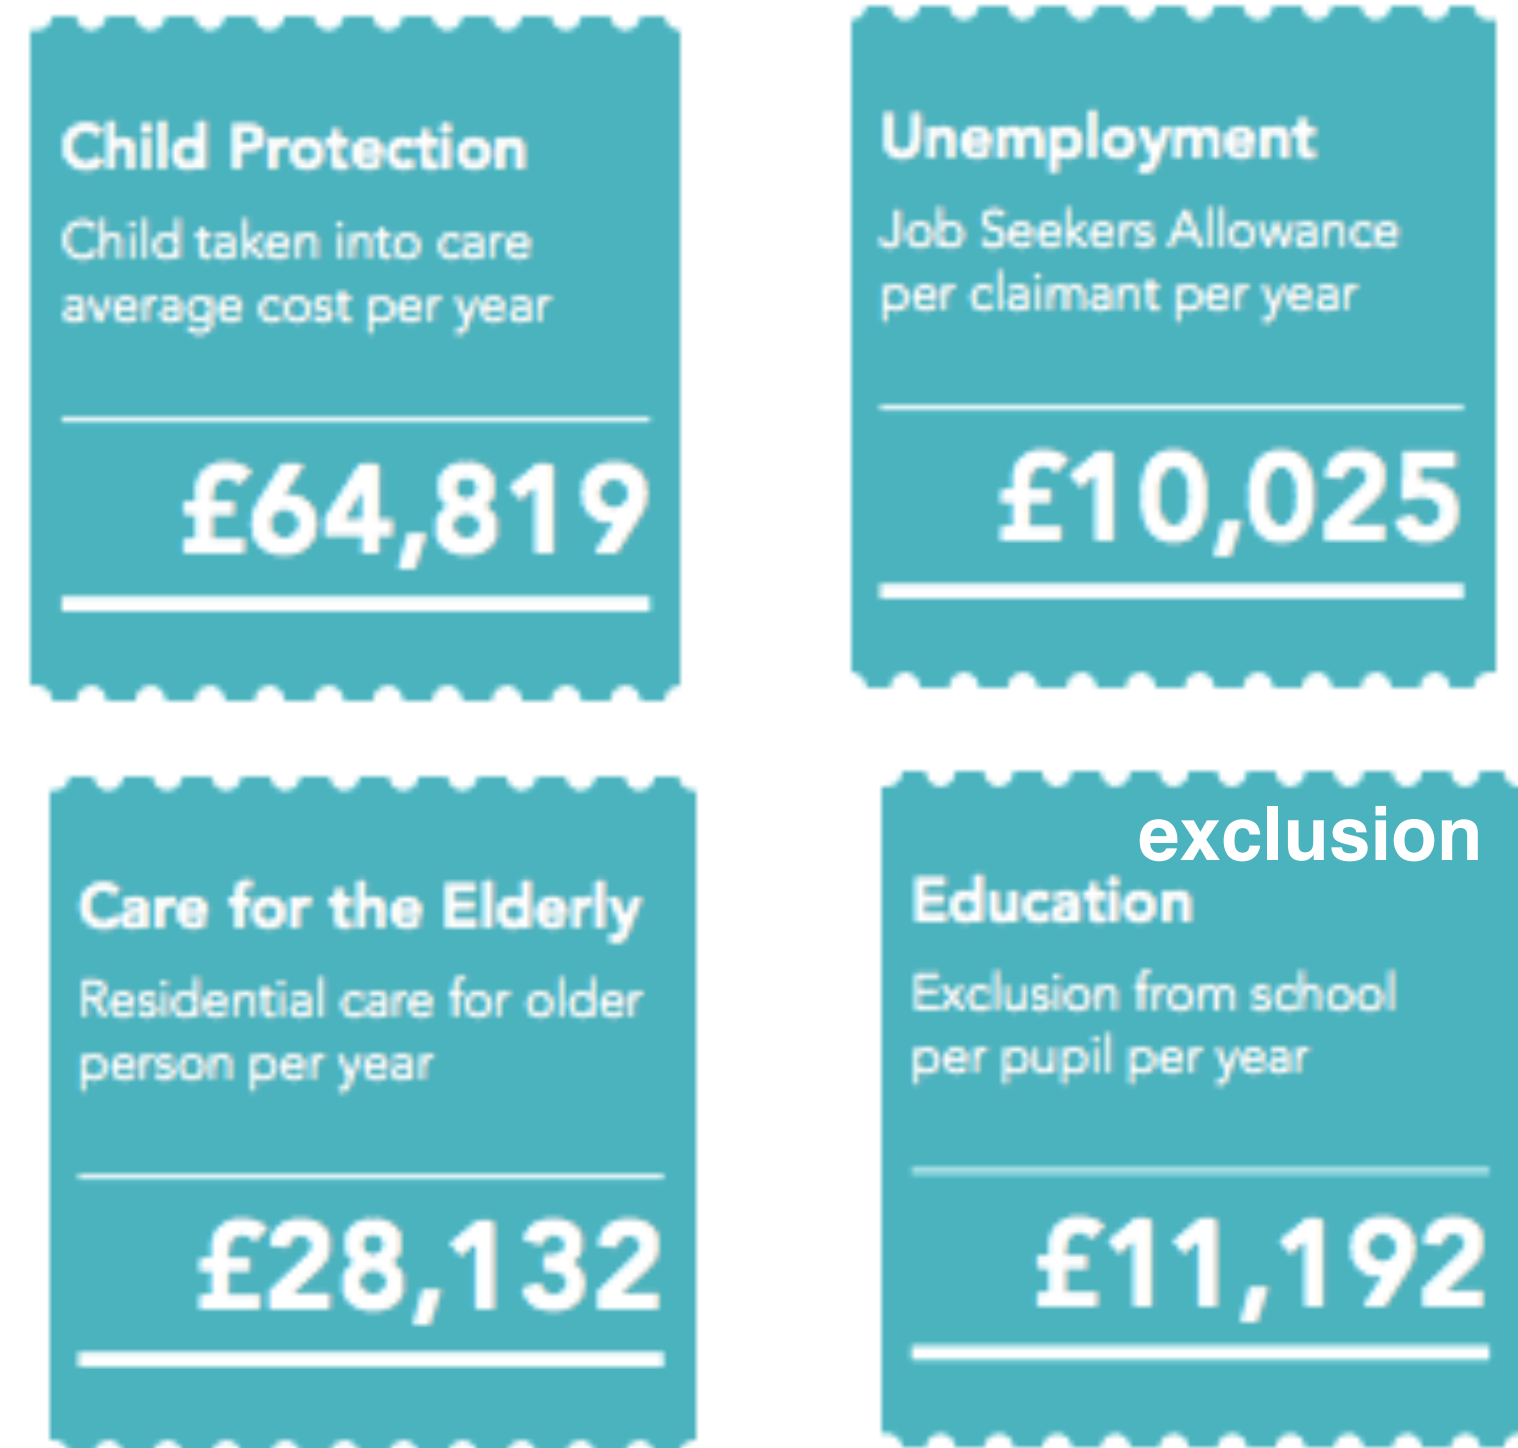 Child Protection
Child taken into care
average cost per year
£64,819
Unemployment
Job Seekers Allowance
per claimant per year
£10,025
Care for the Elderly
Residential care for older
person per year
£28,132
exclusion
Education
Exclusion from school
per pupil per year
£11,192